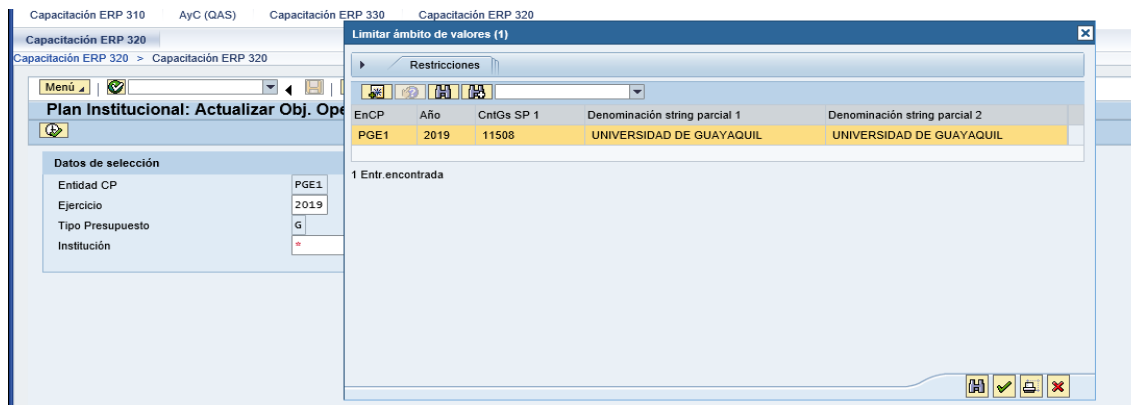 Capacitación ERP 310 AyC (QAS) Capacitación ERP 330 Capacitación ERP 320
Capacitación ERP 320
Capacitación ERP 320 > Capacitación ERP 320
Menú
Plan Institucional: Actualizar Obj. Ope
Datos de selección
Entidad CP PGE1
Ejercicio 2019
Tipo Presupuesto G
Institución *
Limitar ámbito de valores (1)
Restricciones
EnCP Año CntGs SP 1 Denominación string parcial 1 Denominación string parcial 2
PGE1 2019 11508 UNIVERSIDAD DE GUAYAQUIL UNIVERSIDAD DE GUAYAQUIL
1 Entr.encontrada